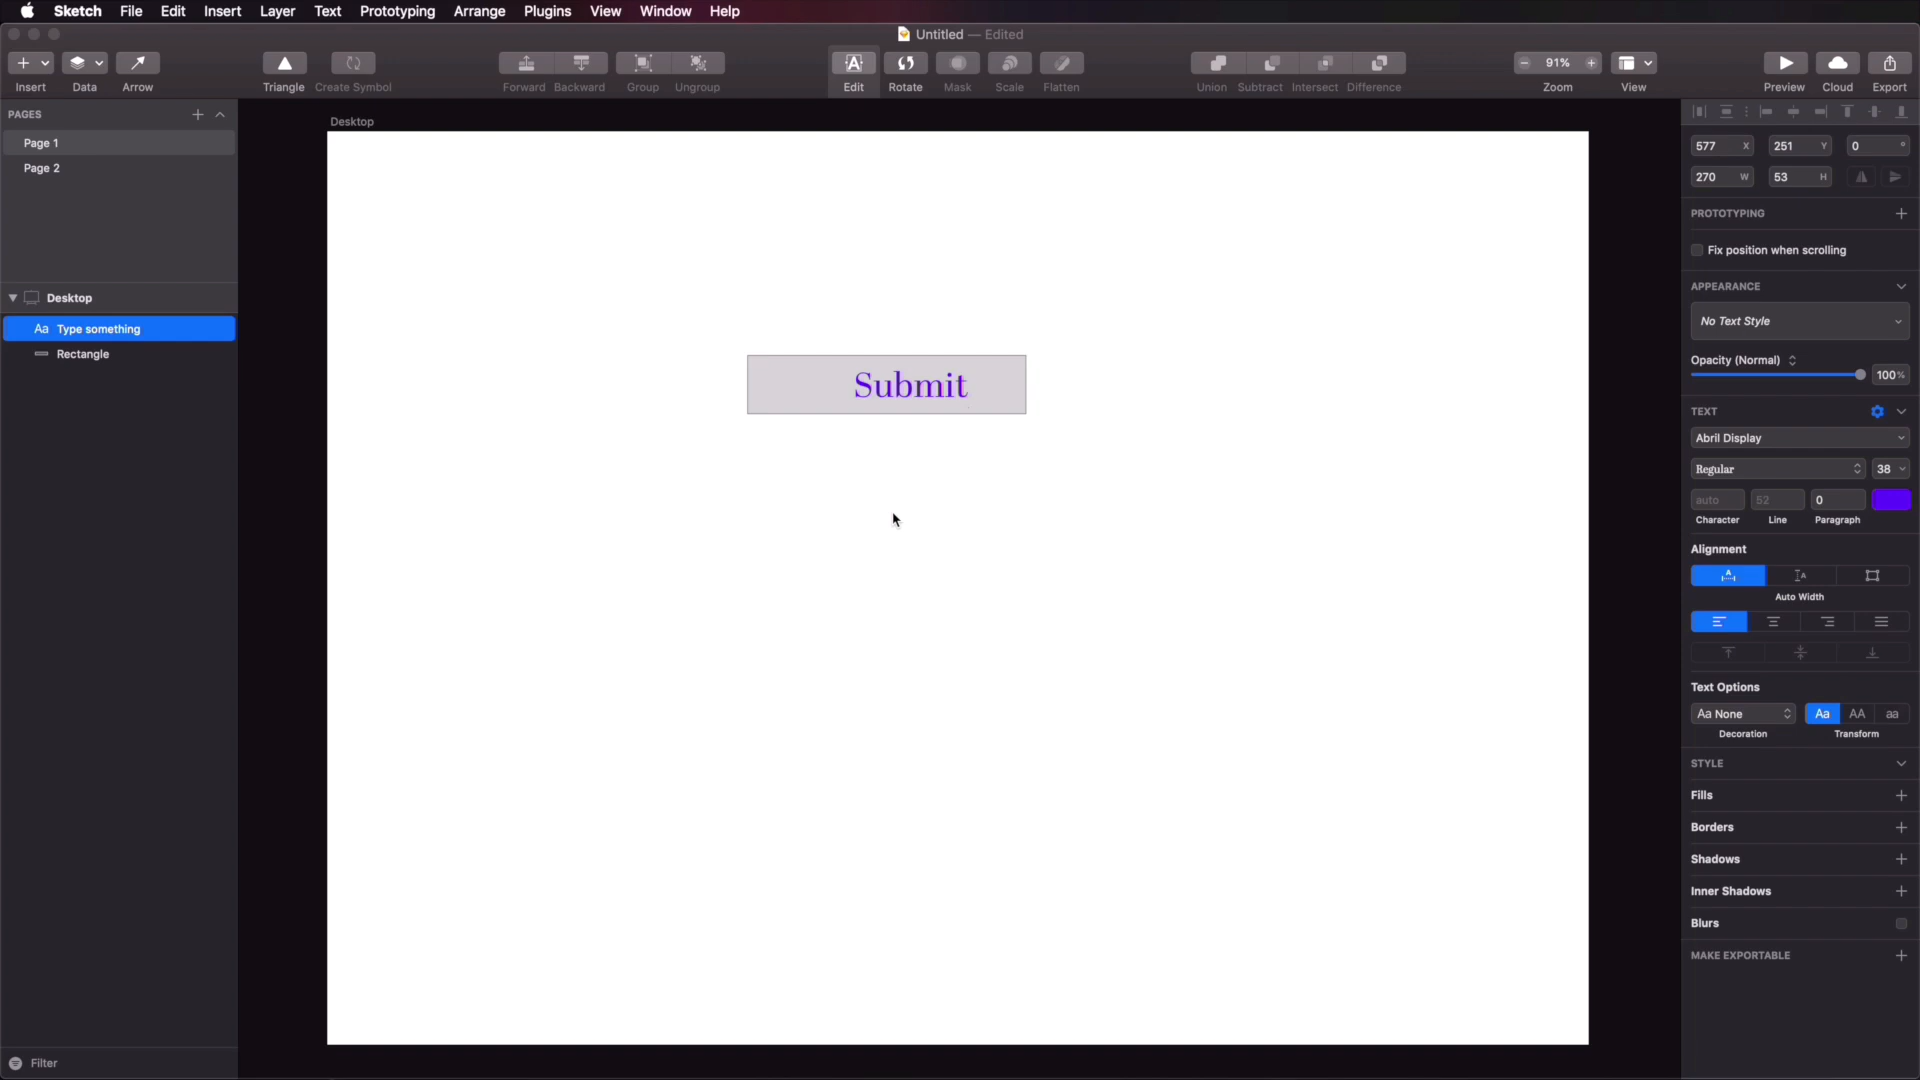 Sketch File Edit Insert Layer Text Prototyping Arrange Plugins View Window Help
Untitled — Edited
91%
Insert Data Arrow Triangle Create Symbol Forward Backward Group Ungroup Edit Rotate Mask Scale Flatten Union Subtract Intersect Difference Zoom View Preview Cloud Export
PAGES
Page 1
Page 2
Desktop
Aa Type something
Rectangle
Filter
Desktop
Submit
577 X 251 Y 0 °
270 W 53 H
PROTOTYPING
Fix position when scrolling
APPEARANCE
No Text Style
Opacity (Normal)
100%
TEXT
Abril Display
Regular 38
auto 52 0
Character Line Paragraph
Alignment
Auto Width
Text Options
Aa None Aa AA aa
Decoration Transform
STYLE
Fills
Borders
Shadows
Inner Shadows
Blurs
MAKE EXPORTABLE